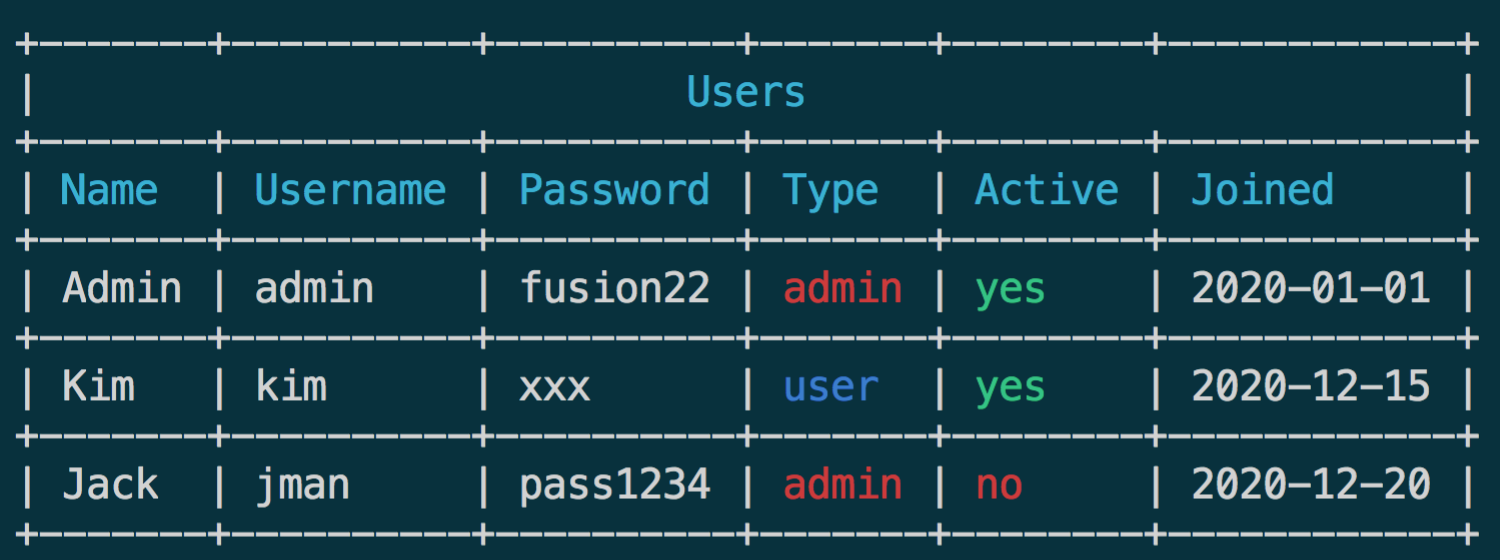 +-------+----------+----------+-------+--------+------------+
|                           Users                           |
+-------+----------+----------+-------+--------+------------+
| Name  | Username | Password | Type  | Active | Joined     |
+-------+----------+----------+-------+--------+------------+
| Admin | admin    | fusion22 | admin | yes    | 2020-01-01 |
+-------+----------+----------+-------+--------+------------+
| Kim   | kim      | xxx      | user  | yes    | 2020-12-15 |
+-------+----------+----------+-------+--------+------------+
| Jack  | jman     | pass1234 | admin | no     | 2020-12-20 |
+-------+----------+----------+-------+--------+------------+